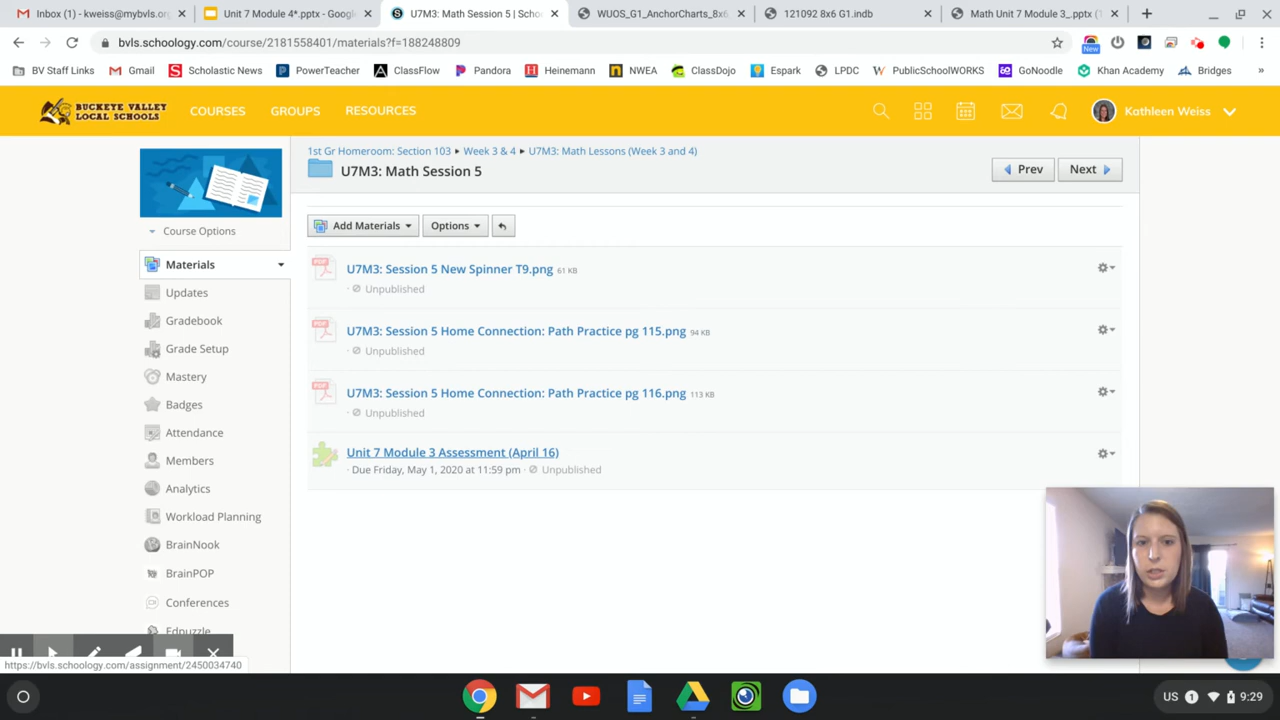 Inbox (1) - kweiss@mybvls.or
Unit 7 Module 4*.pptx - Google
U7M3: Math Session 5 | Schoo
WUOS_G1_AnchorCharts_8x6
121092 8x6 G1.indb
Math Unit 7 Module 3_.pptx (1
bvls.schoology.com/course/2181558401/materials?f=188248809
New
BV Staff Links
Gmail
Scholastic News
PowerTeacher
ClassFlow
Pandora
Heinemann
NWEA
ClassDojo
Espark
LPDC
PublicSchoolWORKS
GoNoodle
Khan Academy
Bridges
»
BUCKEYE VALLEY
LOCAL SCHOOLS
COURSES
GROUPS
RESOURCES
Kathleen Weiss
1st Gr Homeroom: Section 103 ▸ Week 3 & 4 ▸ U7M3: Math Lessons (Week 3 and 4)
U7M3: Math Session 5
Prev
Next
Course Options
Add Materials
Options
Materials
Updates
Gradebook
Grade Setup
Mastery
Badges
Attendance
Members
Analytics
Workload Planning
BrainNook
BrainPOP
Conferences
Edpuzzle
U7M3: Session 5 New Spinner T9.png 61 KB
· Unpublished
U7M3: Session 5 Home Connection: Path Practice pg 115.png 94 KB
· Unpublished
U7M3: Session 5 Home Connection: Path Practice pg 116.png 113 KB
· Unpublished
Unit 7 Module 3 Assessment (April 16)
· Due Friday, May 1, 2020 at 11:59 pm · Unpublished
https://bvls.schoology.com/assignment/2450034740
US
1
9:29